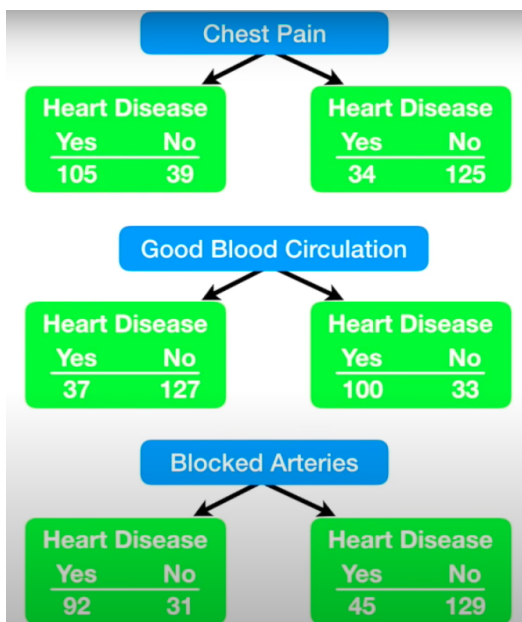 Chest Pain
Heart Disease Heart Disease
Yes No Yes No
105 39 34 125
Good Blood Circulation
Heart Disease Heart Disease
Yes No Yes No
37 127 100 33
Blocked Arteries
Heart Disease Heart Disease
Yes No Yes No
92 31 45 129